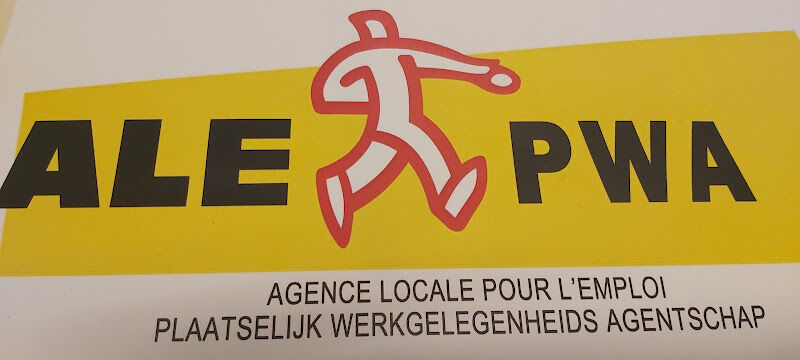 ALE PWA
AGENCE LOCALE POUR L'EMPLOI
PLAATSELIJK WERKGELEGENHEIDS AGENTSCHAP